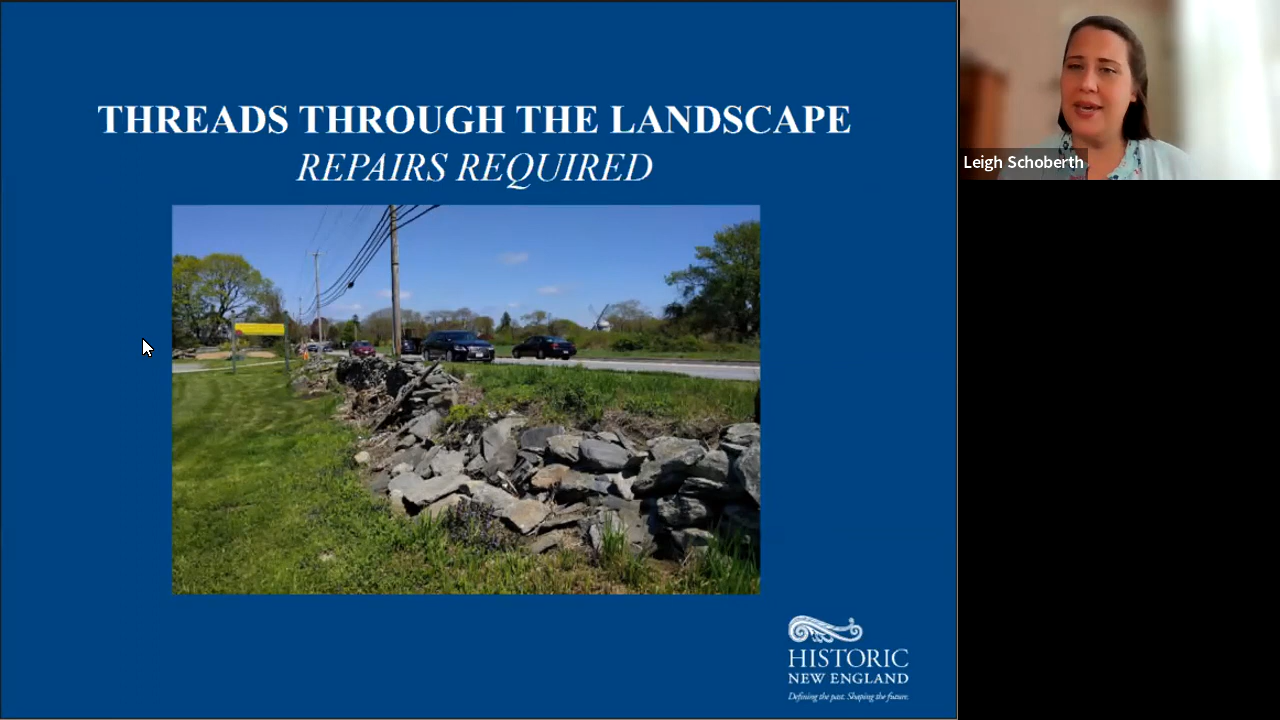 THREADS THROUGH THE LANDSCAPE
REPAIRS REQUIRED
Leigh Schoberth
HISTORIC
NEW ENGLAND
Defining the past. Shaping the future.